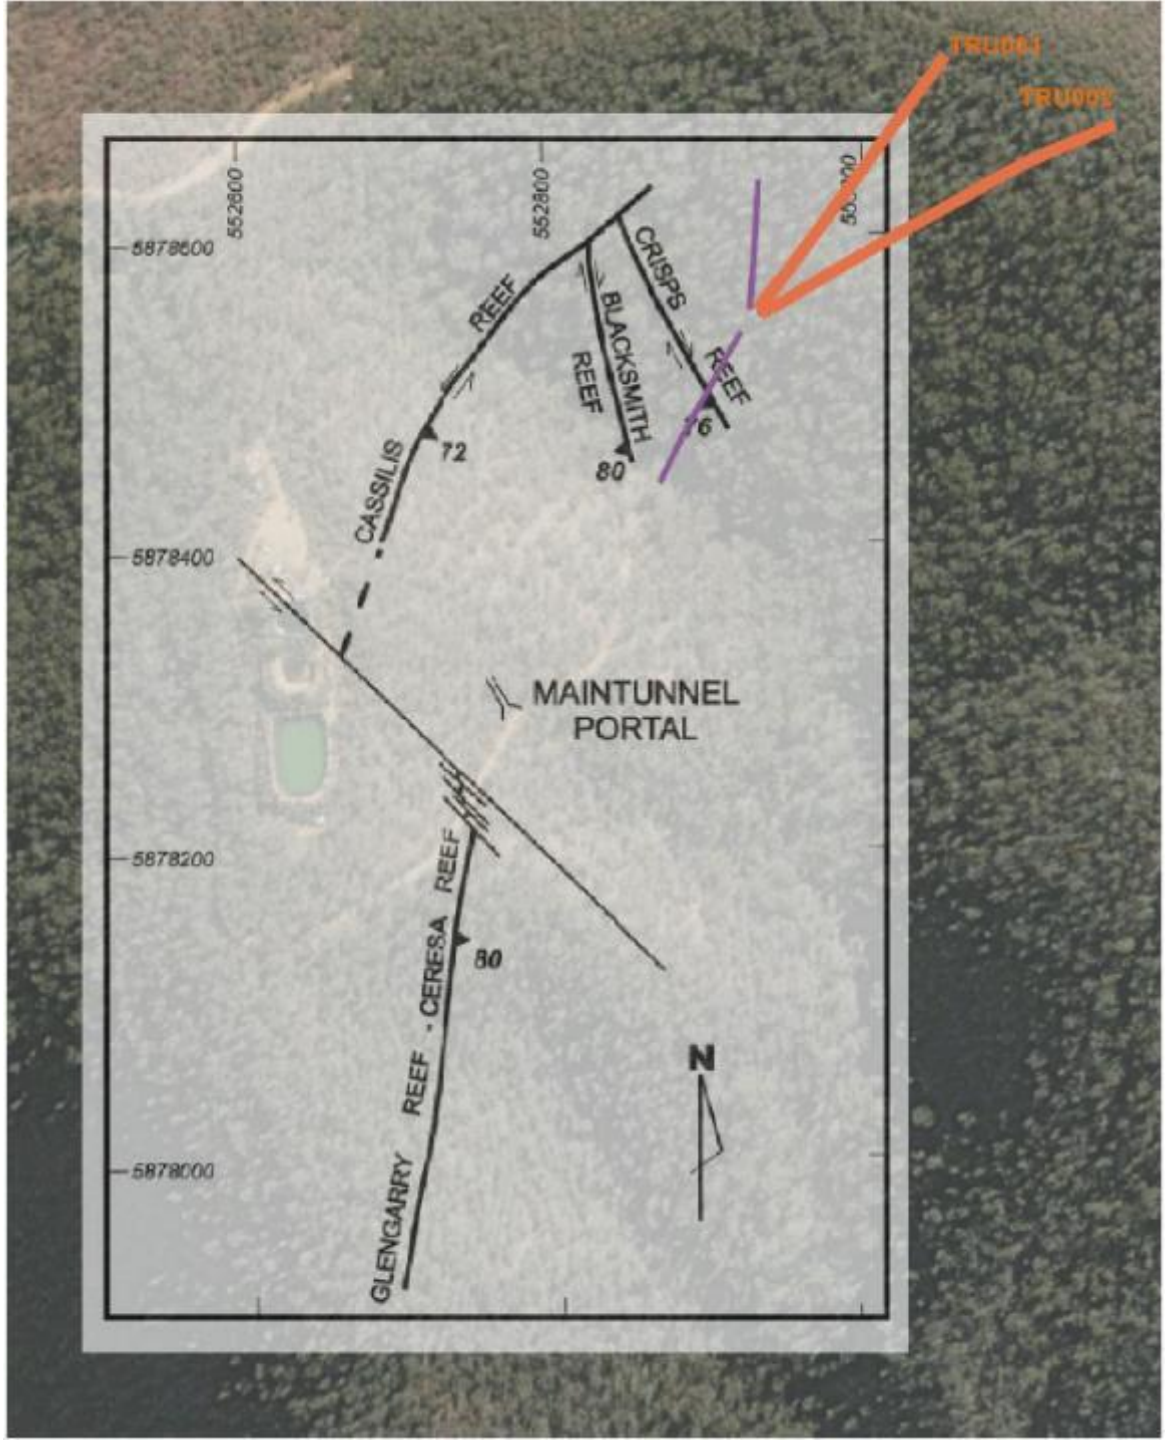 TRU001
TRU002
552600
552800
5878600
CRISPS
REEF
REEF
BLACKSMITH
REEF
76
80
72
CASSILIS
5878400
MAINTUNNEL
PORTAL
5878200
REEF
CERESA
-
80
REEF
N
5878000
GLENGARRY